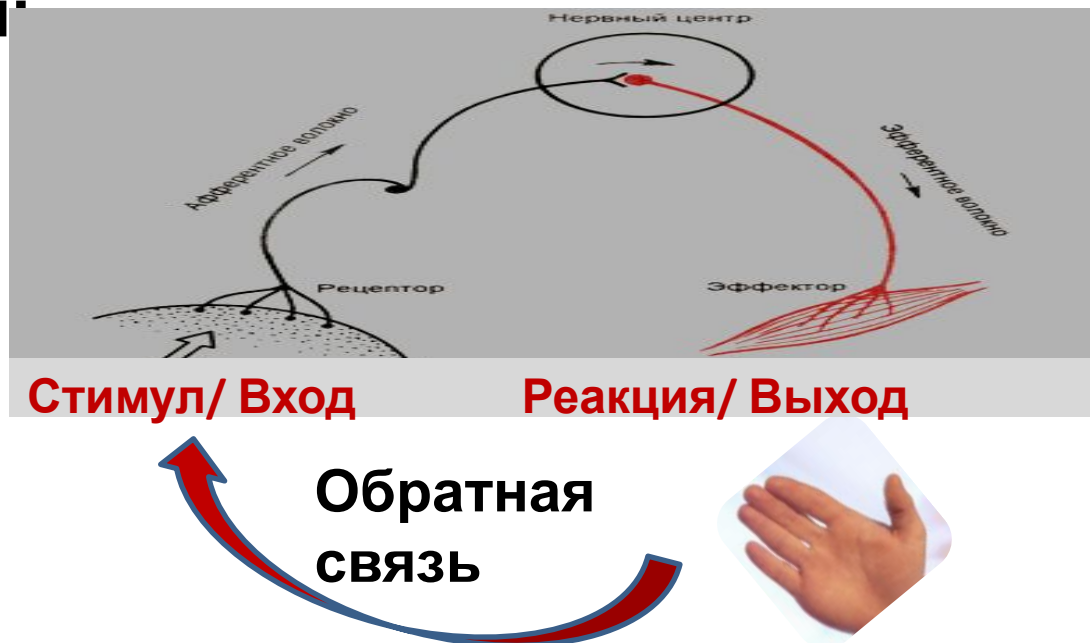 Нервный центр
Афферентное волокно
Эфферентное волокно
Рецептор
Эффектор
Стимул/ Вход
Реакция/ Выход
Обратная
связь